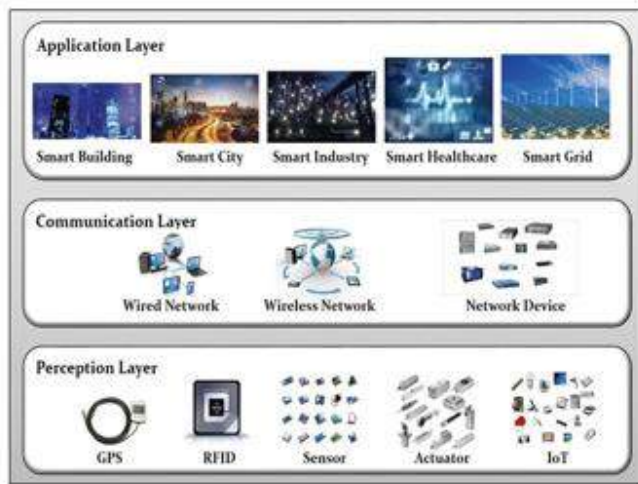 Application Layer
Smart Building Smart City Smart Industry Smart Healthcare Smart Grid
Communication Layer
Wired Network Wireless Network Network Device
Perception Layer
GPS RFID Sensor Actuator IoT